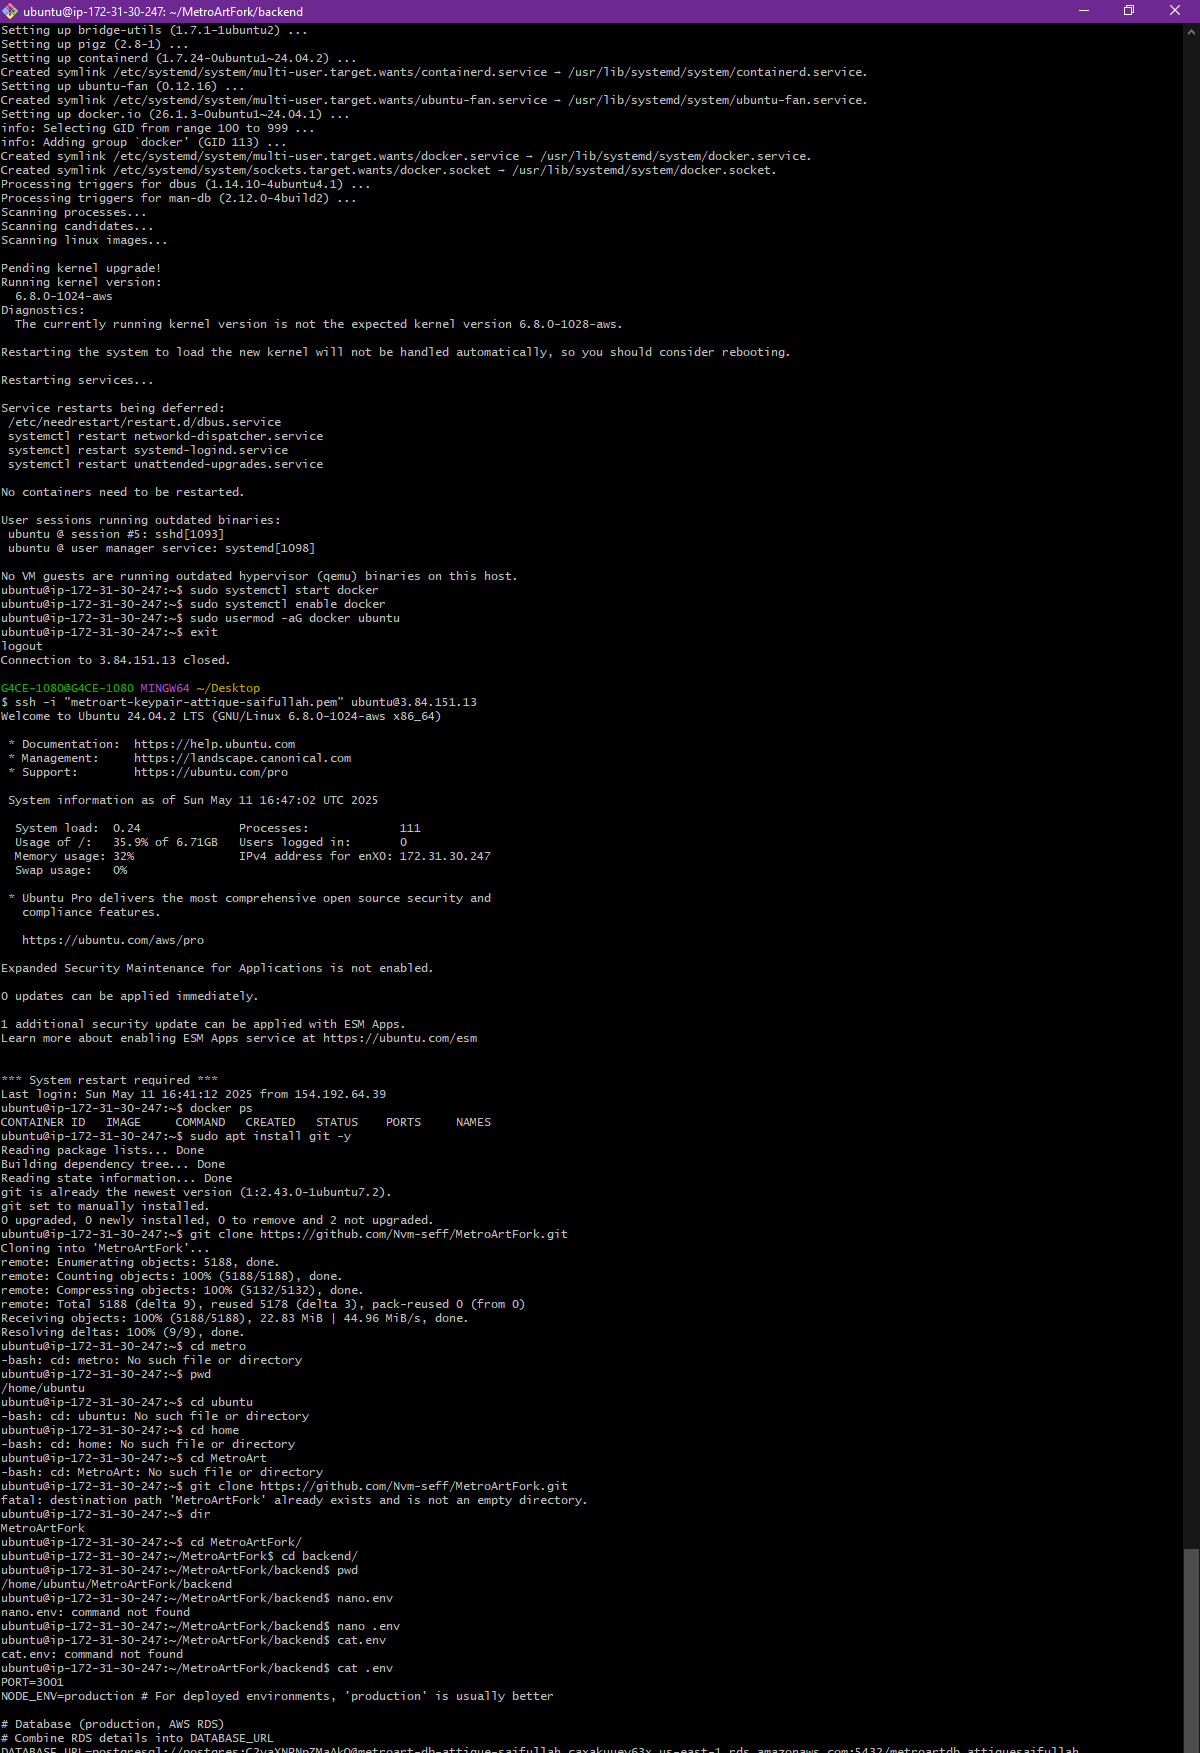 ubuntu@ip-172-31-30-247: ~/MetroArtFork/backend
Setting up bridge-utils (1.7.1-1ubuntu2) ...
Setting up pigz (2.8-1) ...
Setting up containerd (1.7.24-0ubuntu1~24.04.2) ...
Created symlink /etc/systemd/system/multi-user.target.wants/containerd.service → /usr/lib/systemd/system/containerd.service.
Setting up ubuntu-fan (0.12.16) ...
Created symlink /etc/systemd/system/multi-user.target.wants/ubuntu-fan.service → /usr/lib/systemd/system/ubuntu-fan.service.
Setting up docker.io (26.1.3-0ubuntu1~24.04.1) ...
info: Selecting GID from range 100 to 999 ...
info: Adding group `docker' (GID 113) ...
Created symlink /etc/systemd/system/multi-user.target.wants/docker.service → /usr/lib/systemd/system/docker.service.
Created symlink /etc/systemd/system/sockets.target.wants/docker.socket → /usr/lib/systemd/system/docker.socket.
Processing triggers for dbus (1.14.10-4ubuntu4.1) ...
Processing triggers for man-db (2.12.0-4build2) ...
Scanning processes...
Scanning candidates...
Scanning linux images...
Pending kernel upgrade!
Running kernel version:
6.8.0-1024-aws
Diagnostics:
The currently running kernel version is not the expected kernel version 6.8.0-1028-aws.
Restarting the system to load the new kernel will not be handled automatically, so you should consider rebooting.
Restarting services...
Service restarts being deferred:
/etc/needrestart/restart.d/dbus.service
systemctl restart networkd-dispatcher.service
systemctl restart systemd-logind.service
systemctl restart unattended-upgrades.service
No containers need to be restarted.
User sessions running outdated binaries:
ubuntu @ session #5: sshd[1093]
ubuntu @ user manager service: systemd[1098]
No VM guests are running outdated hypervisor (qemu) binaries on this host.
ubuntu@ip-172-31-30-247:~$ sudo systemctl start docker
ubuntu@ip-172-31-30-247:~$ sudo systemctl enable docker
ubuntu@ip-172-31-30-247:~$ sudo usermod -aG docker ubuntu
ubuntu@ip-172-31-30-247:~$ exit
logout
Connection to 3.84.151.13 closed.
G4CE-1080@G4CE-1080 MINGW64 ~/Desktop
$ ssh -i "metroart-keypair-attique-saifullah.pem" ubuntu@3.84.151.13
Welcome to Ubuntu 24.04.2 LTS (GNU/Linux 6.8.0-1024-aws x86_64)
* Documentation:  https://help.ubuntu.com
* Management:     https://landscape.canonical.com
* Support:        https://ubuntu.com/pro
System information as of Sun May 11 16:47:02 UTC 2025
System load:  0.24              Processes:             111
Usage of /:   35.9% of 6.71GB   Users logged in:       0
Memory usage: 32%               IPv4 address for enX0: 172.31.30.247
Swap usage:   0%
* Ubuntu Pro delivers the most comprehensive open source security and
compliance features.
https://ubuntu.com/aws/pro
Expanded Security Maintenance for Applications is not enabled.
0 updates can be applied immediately.
1 additional security update can be applied with ESM Apps.
Learn more about enabling ESM Apps service at https://ubuntu.com/esm
*** System restart required ***
Last login: Sun May 11 16:41:12 2025 from 154.192.64.39
ubuntu@ip-172-31-30-247:~$ docker ps
CONTAINER ID   IMAGE     COMMAND   CREATED   STATUS    PORTS     NAMES
ubuntu@ip-172-31-30-247:~$ sudo apt install git -y
Reading package lists... Done
Building dependency tree... Done
Reading state information... Done
git is already the newest version (1:2.43.0-1ubuntu7.2).
git set to manually installed.
0 upgraded, 0 newly installed, 0 to remove and 2 not upgraded.
ubuntu@ip-172-31-30-247:~$ git clone https://github.com/Nvm-seff/MetroArtFork.git
Cloning into 'MetroArtFork'...
remote: Enumerating objects: 5188, done.
remote: Counting objects: 100% (5188/5188), done.
remote: Compressing objects: 100% (5132/5132), done.
remote: Total 5188 (delta 9), reused 5178 (delta 3), pack-reused 0 (from 0)
Receiving objects: 100% (5188/5188), 22.83 MiB | 44.96 MiB/s, done.
Resolving deltas: 100% (9/9), done.
ubuntu@ip-172-31-30-247:~$ cd metro
-bash: cd: metro: No such file or directory
ubuntu@ip-172-31-30-247:~$ pwd
/home/ubuntu
ubuntu@ip-172-31-30-247:~$ cd ubuntu
-bash: cd: ubuntu: No such file or directory
ubuntu@ip-172-31-30-247:~$ cd home
-bash: cd: home: No such file or directory
ubuntu@ip-172-31-30-247:~$ cd MetroArt
-bash: cd: MetroArt: No such file or directory
ubuntu@ip-172-31-30-247:~$ git clone https://github.com/Nvm-seff/MetroArtFork.git
fatal: destination path 'MetroArtFork' already exists and is not an empty directory.
ubuntu@ip-172-31-30-247:~$ dir
MetroArtFork
ubuntu@ip-172-31-30-247:~$ cd MetroArtFork/
ubuntu@ip-172-31-30-247:~/MetroArtFork$ cd backend/
ubuntu@ip-172-31-30-247:~/MetroArtFork/backend$ pwd
/home/ubuntu/MetroArtFork/backend
ubuntu@ip-172-31-30-247:~/MetroArtFork/backend$ nano.env
nano.env: command not found
ubuntu@ip-172-31-30-247:~/MetroArtFork/backend$ nano .env
ubuntu@ip-172-31-30-247:~/MetroArtFork/backend$ cat.env
cat.env: command not found
ubuntu@ip-172-31-30-247:~/MetroArtFork/backend$ cat .env
PORT=3001
NODE_ENV=production # For deployed environments, 'production' is usually better
# Database (production, AWS RDS)
# Combine RDS details into DATABASE_URL